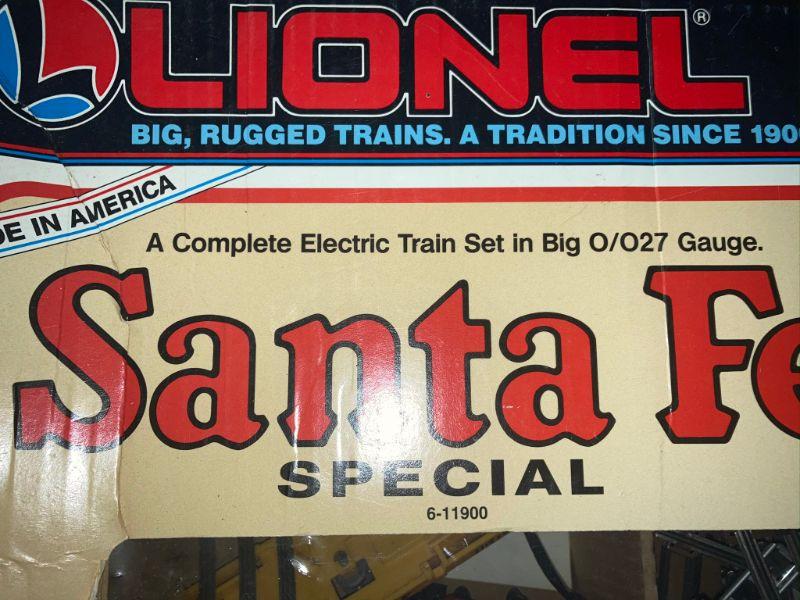 LIONEL®
BIG, RUGGED TRAINS. A TRADITION SINCE 190
DE IN AMERICA
A Complete Electric Train Set in Big O/O27 Gauge.
Santa Fe
SPECIAL
6-11900